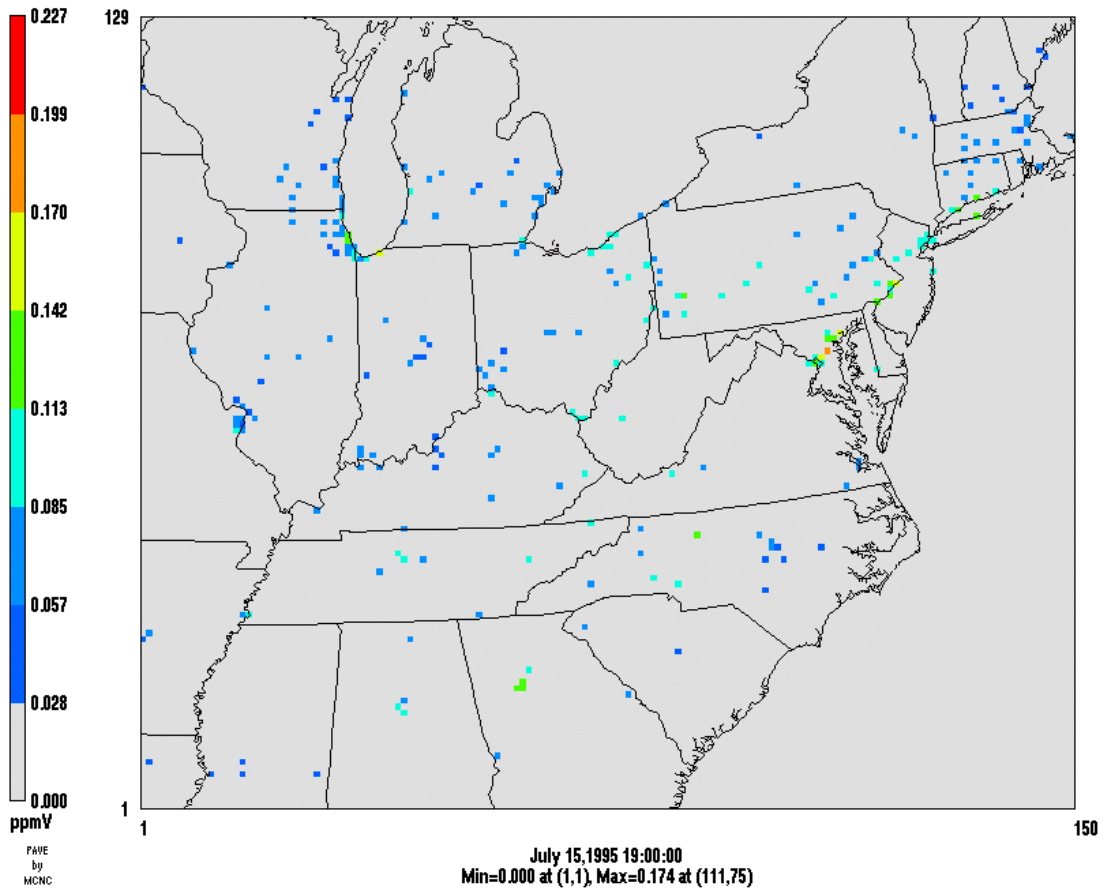 0.227
0.199
0.170
0.142
0.113
0.085
0.057
0.028
0.000
ppmV
PAVE
by
MCNC
129
1
1
150
July 15,1995 19:00:00
Min=0.000 at (1,1), Max=0.174 at (111,75)